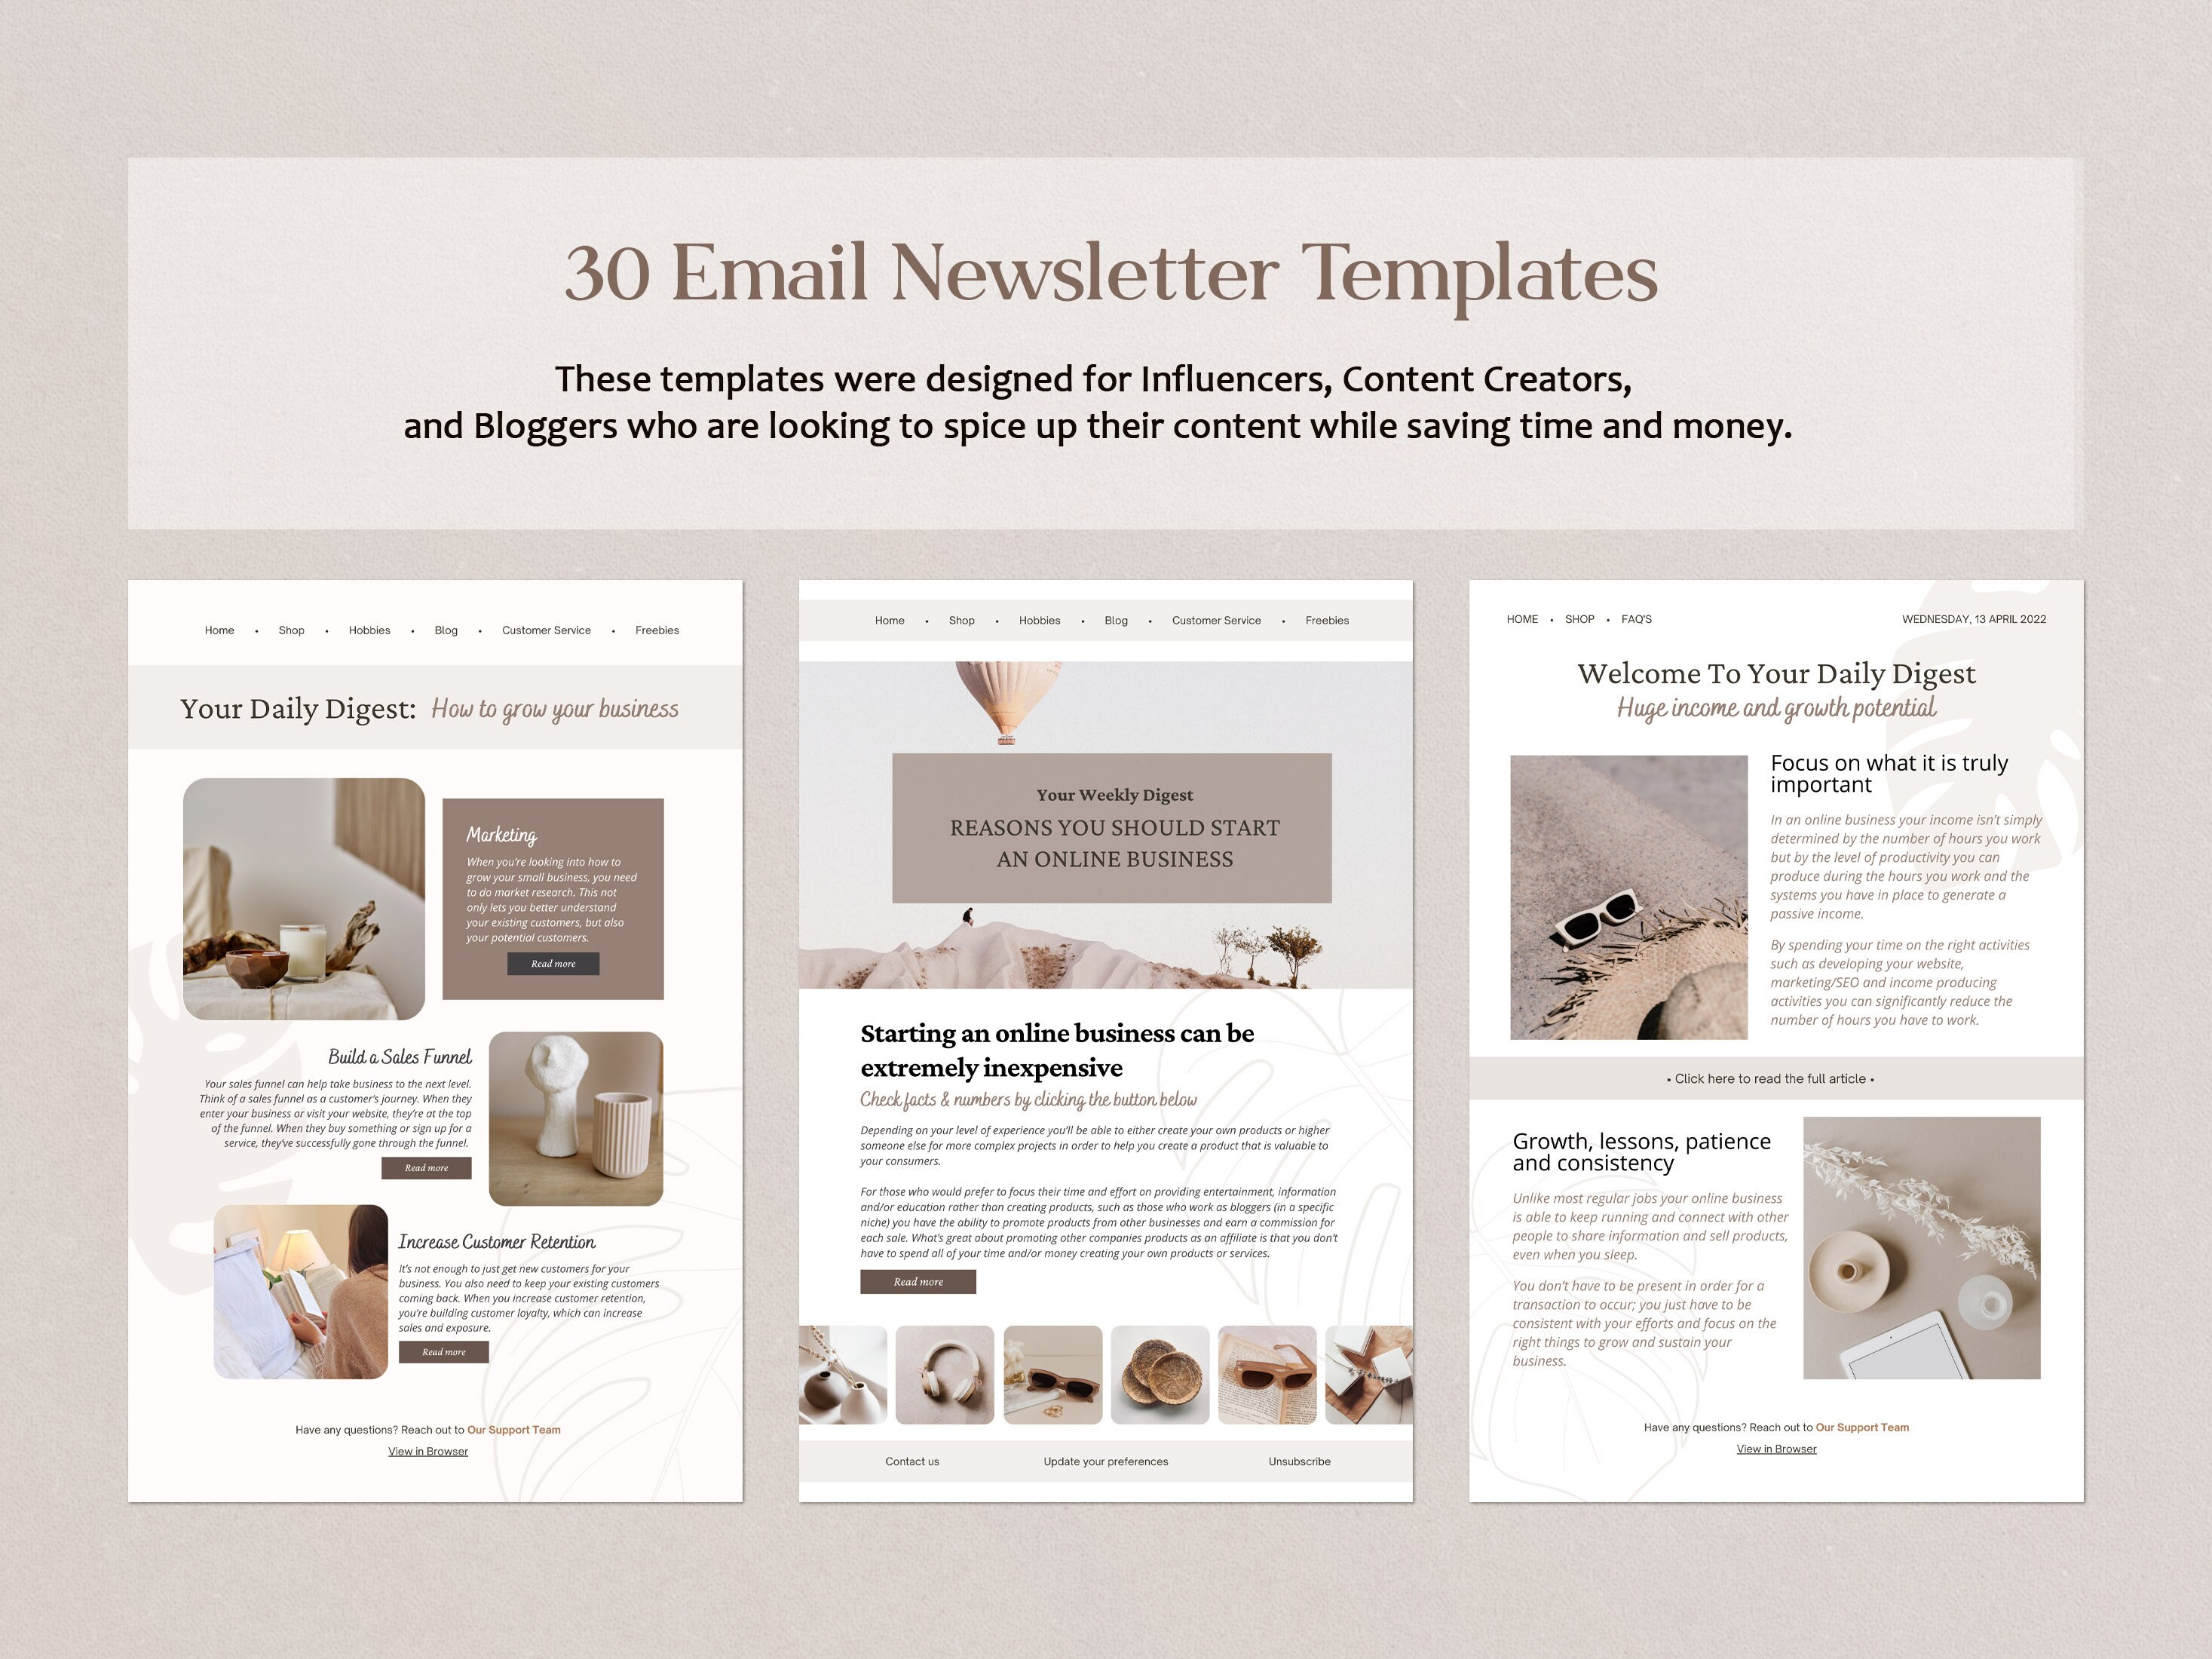 30 Email Newsletter Templates
These templates were designed for Influencers, Content Creators,
and Bloggers who are looking to spice up their content while saving time and money.
Home • Shop • Hobbies • Blog • Customer Service • Freebies
Your Daily Digest: How to grow your business
Marketing
When you're looking into how to
grow your small business, you need
to do market research. This not
only lets you better understand
your existing customers, but also
your potential customers.
Read more
Build a Sales Funnel
Your sales funnel can help take business to the next level.
Think of a sales funnel as a customer's journey. When they
enter your business or visit your website, they're at the top
of the funnel. When they buy something or sign up for a
service, they've successfully gone through the funnel.
Read more
Increase Customer Retention
It's not enough to just get new customers for your
business. You also need to keep your existing customers
coming back. When you increase customer retention,
you're building customer loyalty, which can increase
sales and exposure.
Read more
Have any questions? Reach out to Our Support Team
View in Browser
Home • Shop • Hobbies • Blog • Customer Service • Freebies
Your Weekly Digest
REASONS YOU SHOULD START
AN ONLINE BUSINESS
Starting an online business can be
extremely inexpensive
Check facts & numbers by clicking the button below
Depending on your level of experience you'll be able to either create your own products or higher
someone else for more complex projects in order to help you create a product that is valuable to
your consumers.
For those who would prefer to focus their time and effort on providing entertainment, information
and/or education rather than creating products, such as those who work as bloggers (in a specific
niche) you have the ability to promote products from other businesses and earn a commission for
each sale. What's great about promoting other companies products as an affiliate is that you don't
have to spend all of your time and/or money creating your own products or services.
Read more
Contact us Update your preferences Unsubscribe
HOME • SHOP • FAQ'S WEDNESDAY, 13 APRIL 2022
Welcome To Your Daily Digest
Huge income and growth potential
Focus on what it is truly
important
In an online business your income isn't simply
determined by the number of hours you work
but by the level of productivity you can
produce during the hours you work and the
systems you have in place to generate a
passive income.
By spending your time on the right activities
such as developing your website,
marketing/SEO and income producing
activities you can significantly reduce the
number of hours you have to work.
• Click here to read the full article •
Growth, lessons, patience
and consistency
Unlike most regular jobs your online business
is able to keep running and connect with other
people to share information and sell products,
even when you sleep.
You don't have to be present in order for a
transaction to occur; you just have to be
consistent with your efforts and focus on the
right things to grow and sustain your
business.
Have any questions? Reach out to Our Support Team
View in Browser